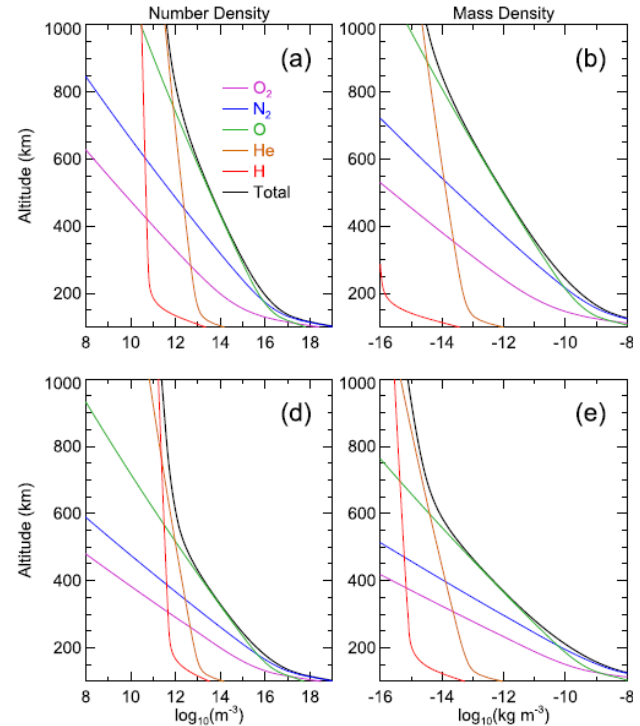 Number Density
Mass Density
1000
800
600
400
200
Altitude (km)
(a)
O₂
N₂
O
He
H
Total
8 10 12 14 16 18
1000
800
600
400
200
Altitude (km)
(b)
-16 -14 -12 -10 -8
1000
800
600
400
200
Altitude (km)
(d)
8 10 12 14 16 18
log₁₀(m⁻³)
1000
800
600
400
200
(e)
-16 -14 -12 -10 -8
log₁₀(kg m⁻³)